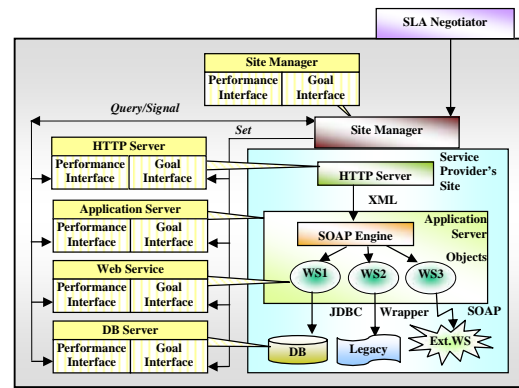 SLA Negotiator
Site Manager
Performance Interface
Goal Interface
Query/Signal
Set
Site Manager
HTTP Server
Performance Interface
Goal Interface
Service Provider's Site
HTTP Server
XML
Application Server
Performance Interface
Goal Interface
Application Server
SOAP Engine
Objects
Web Service
Performance Interface
Goal Interface
WS1
WS2
WS3
JDBC
Wrapper
SOAP
DB Server
Performance Interface
Goal Interface
DB
Legacy
Ext.WS